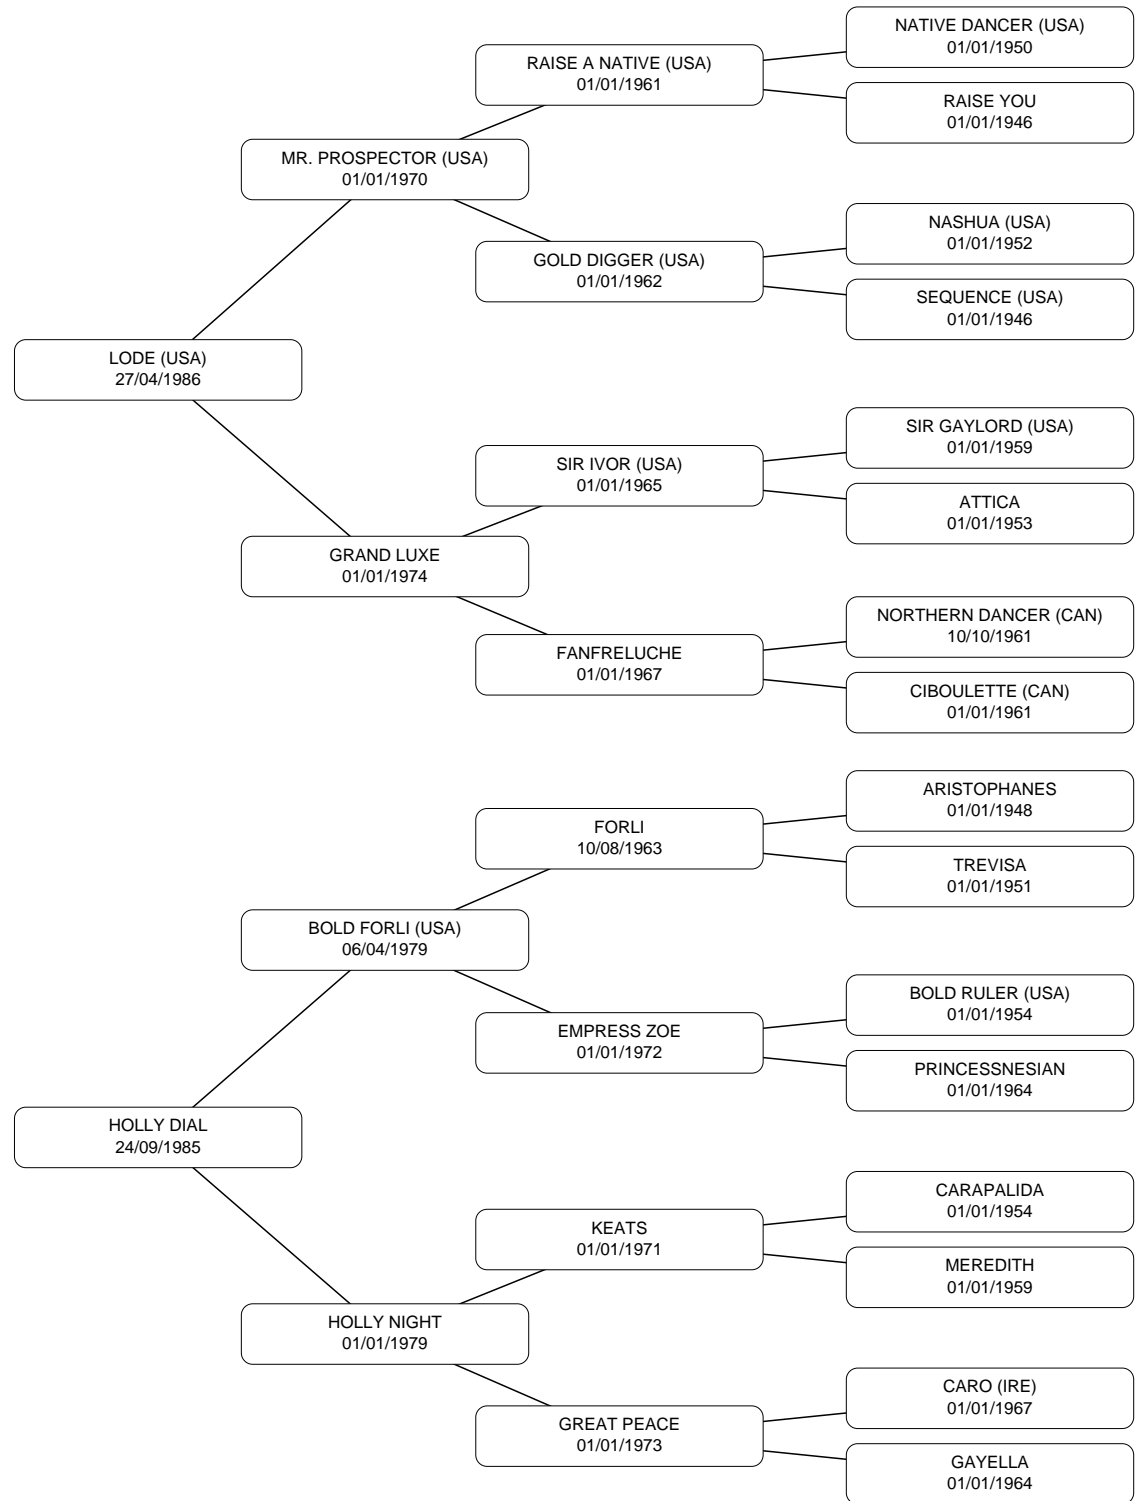 NATIVE DANCER (USA)
01/01/1950
RAISE A NATIVE (USA)
01/01/1961
RAISE YOU
01/01/1946
MR. PROSPECTOR (USA)
01/01/1970
NASHUA (USA)
01/01/1952
GOLD DIGGER (USA)
01/01/1962
SEQUENCE (USA)
01/01/1946
LODE (USA)
27/04/1986
SIR GAYLORD (USA)
01/01/1959
SIR IVOR (USA)
01/01/1965
ATTICA
01/01/1953
GRAND LUXE
01/01/1974
NORTHERN DANCER (CAN)
10/10/1961
FANFRELUCHE
01/01/1967
CIBOULETTE (CAN)
01/01/1961
ARISTOPHANES
01/01/1948
FORLI
10/08/1963
TREVISA
01/01/1951
BOLD FORLI (USA)
06/04/1979
BOLD RULER (USA)
01/01/1954
EMPRESS ZOE
01/01/1972
PRINCESSNESIAN
01/01/1964
HOLLY DIAL
24/09/1985
CARAPALIDA
01/01/1954
KEATS
01/01/1971
MEREDITH
01/01/1959
HOLLY NIGHT
01/01/1979
CARO (IRE)
01/01/1967
GREAT PEACE
01/01/1973
GAYELLA
01/01/1964